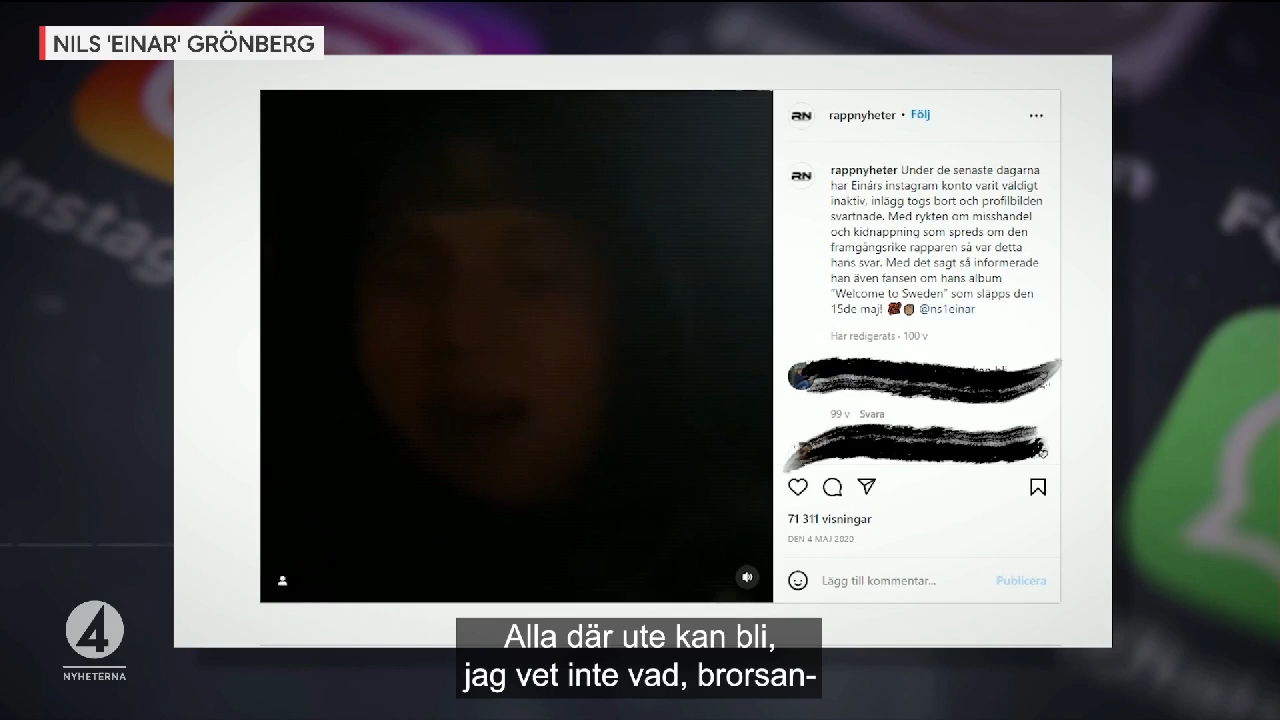 NILS 'EINAR' GRÖNBERG
rappnyheter • Följ
rappnyheter Under de senaste dagarna
har Einárs instagram konto varit väldigt
inaktiv, inlägg togs bort och profilbilden
svartnade. Med rykten om misshandel
och kidnappning som spreds om den
framgångsrike rapparen så var detta
hans svar. Med det sagt så informerade
han även fansen om hans album
"Welcome to Sweden" som släpps den
15de maj! @ns1einar
Har redigerats · 100 v
99 v Svara
71 311 visningar
DEN 4 MAJ 2020
Lägg till kommentar... Publicera
Alla där ute kan bli,
jag vet inte vad, brorsan-
4
NYHETERNA
RN
RN
Instag